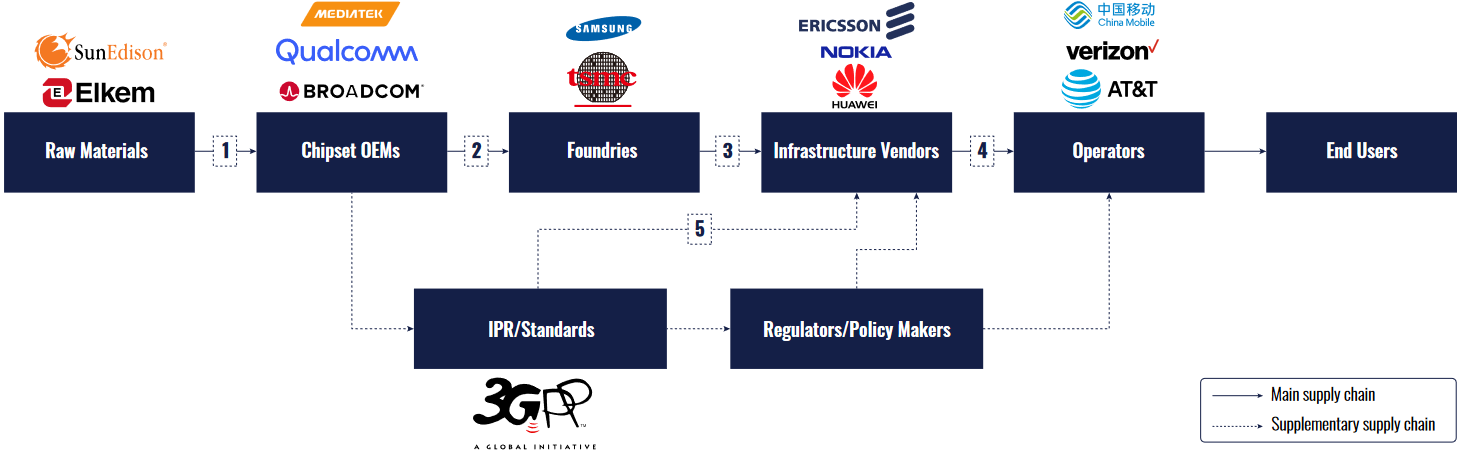 MEDIATEK
SAMSUNG
ERICSSON
中国移动
China Mobile
SunEdison®
Qualcomm
tsmc
NOKIA
verizon✓
E Elkem
BROADCOM®
HUAWEI
AT&T
Raw Materials
1
Chipset OEMs
2
Foundries
3
Infrastructure Vendors
4
Operators
End Users
5
IPR/Standards
Regulators/Policy Makers
3GPP™
A GLOBAL INITIATIVE
Main supply chain
Supplementary supply chain